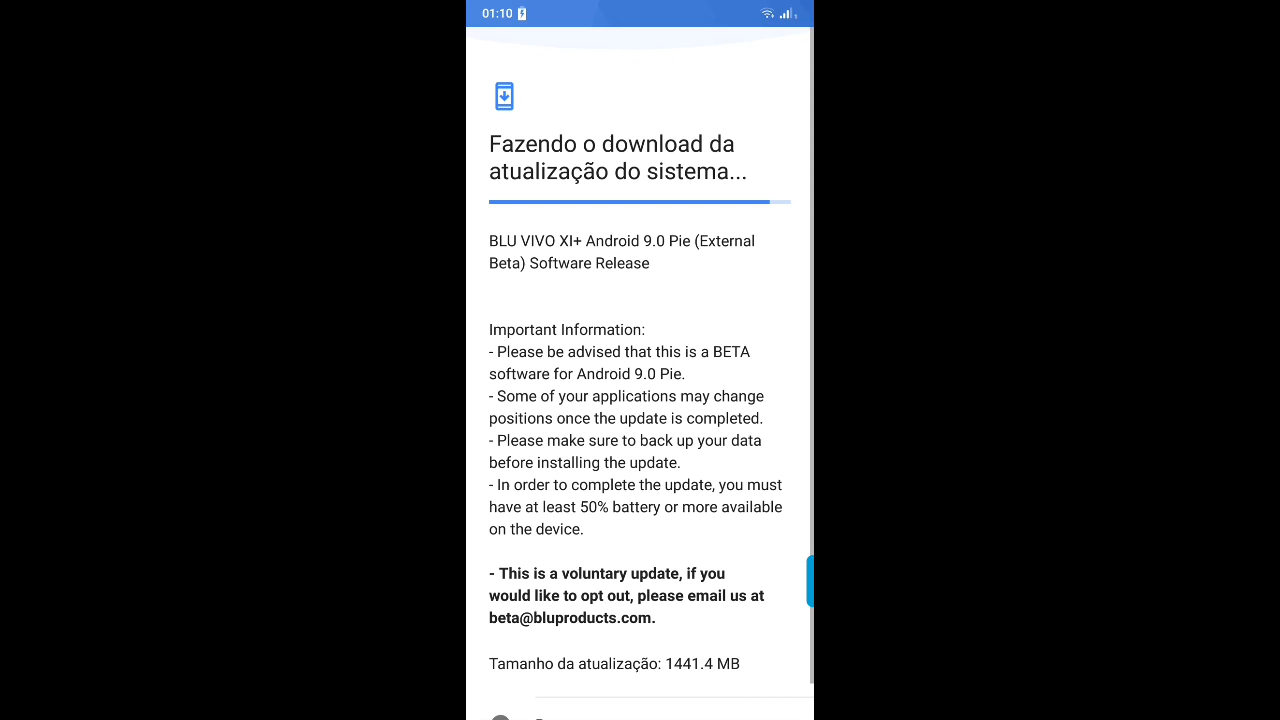 01:10
Fazendo o download da
atualização do sistema...
BLU VIVO XI+ Android 9.0 Pie (External
Beta) Software Release
Important Information:
- Please be advised that this is a BETA
software for Android 9.0 Pie.
- Some of your applications may change
positions once the update is completed.
- Please make sure to back up your data
before installing the update.
- In order to complete the update, you must
have at least 50% battery or more available
on the device.
- This is a voluntary update, if you
would like to opt out, please email us at
beta@bluproducts.com.
Tamanho da atualização: 1441.4 MB